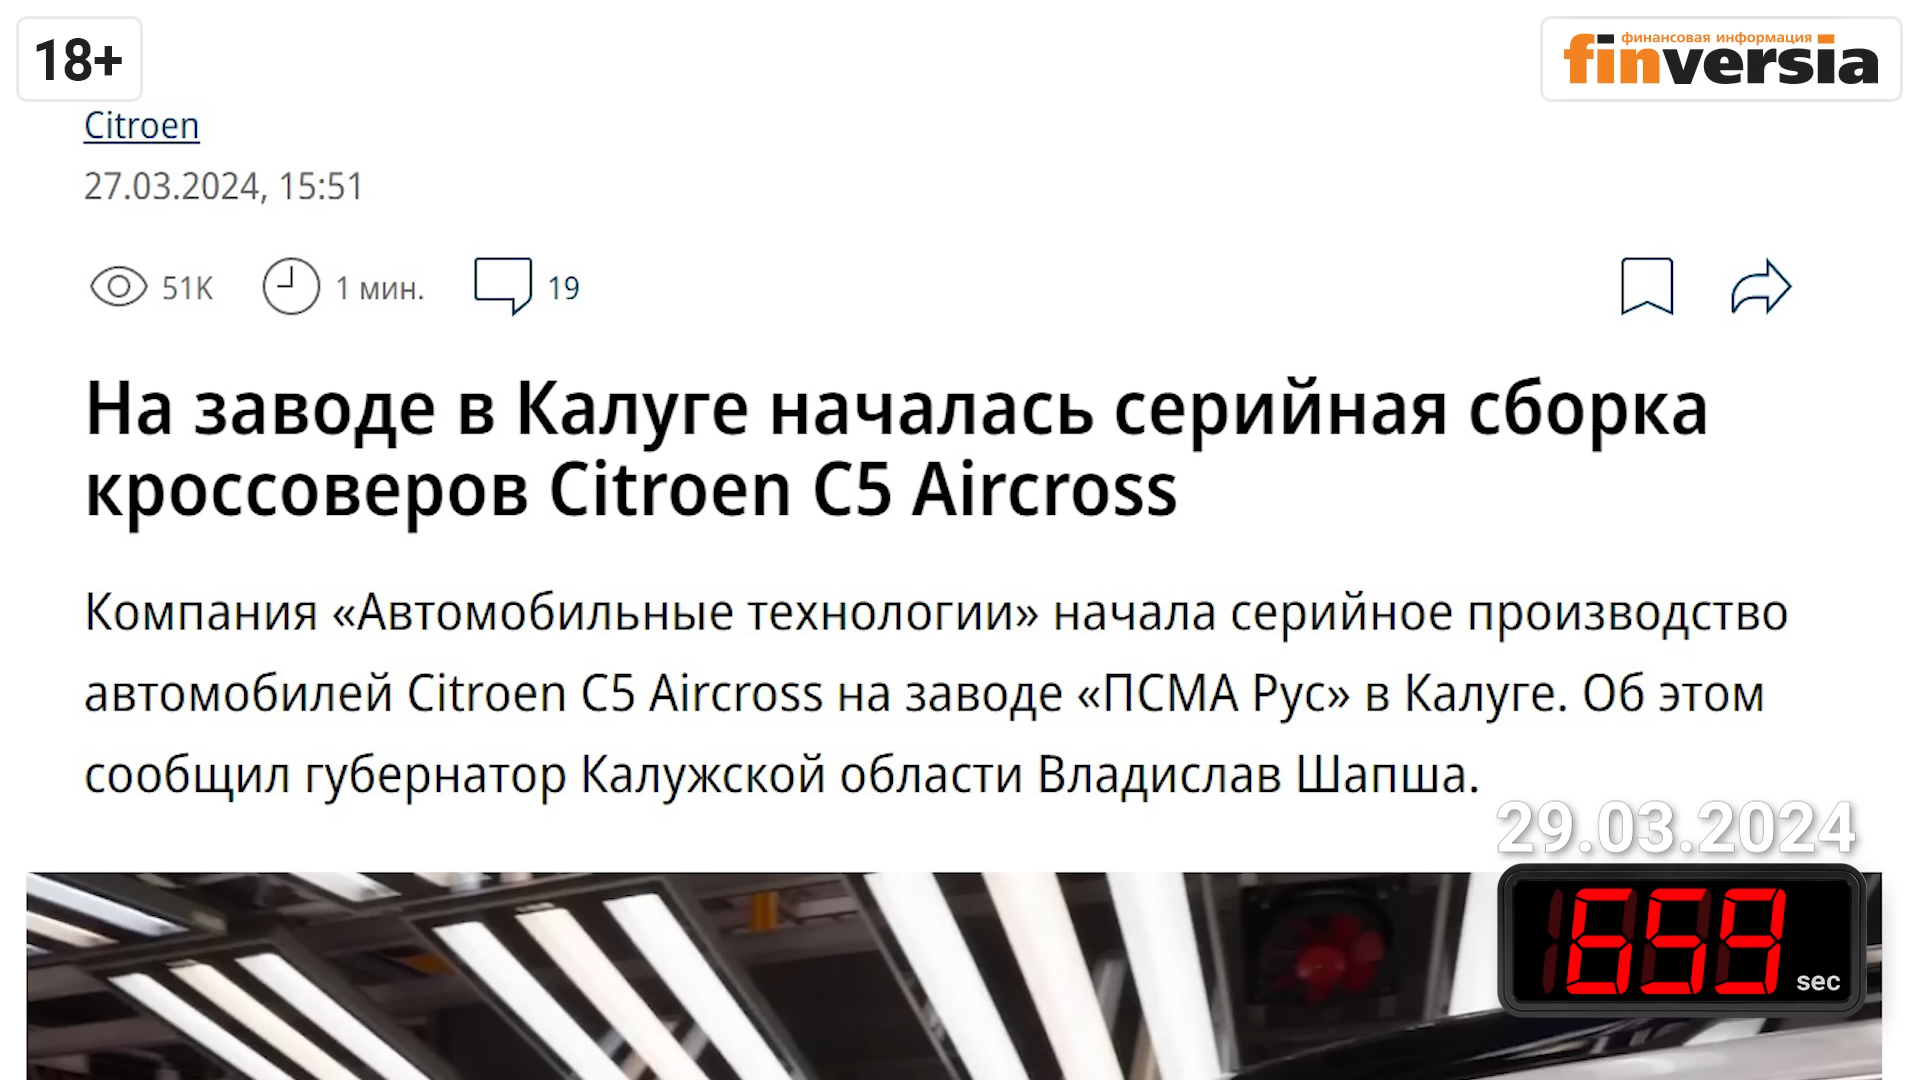 18+
финансовая информация
finversia
Citroen
27.03.2024, 15:51
51K
1 мин.
19
На заводе в Калуге началась серийная сборка
кроссоверов Citroen C5 Aircross
Компания «Автомобильные технологии» начала серийное производство
автомобилей Citroen C5 Aircross на заводе «ПСМА Рус» в Калуге. Об этом
сообщил губернатор Калужской области Владислав Шапша.
29.03.2024
659
sec